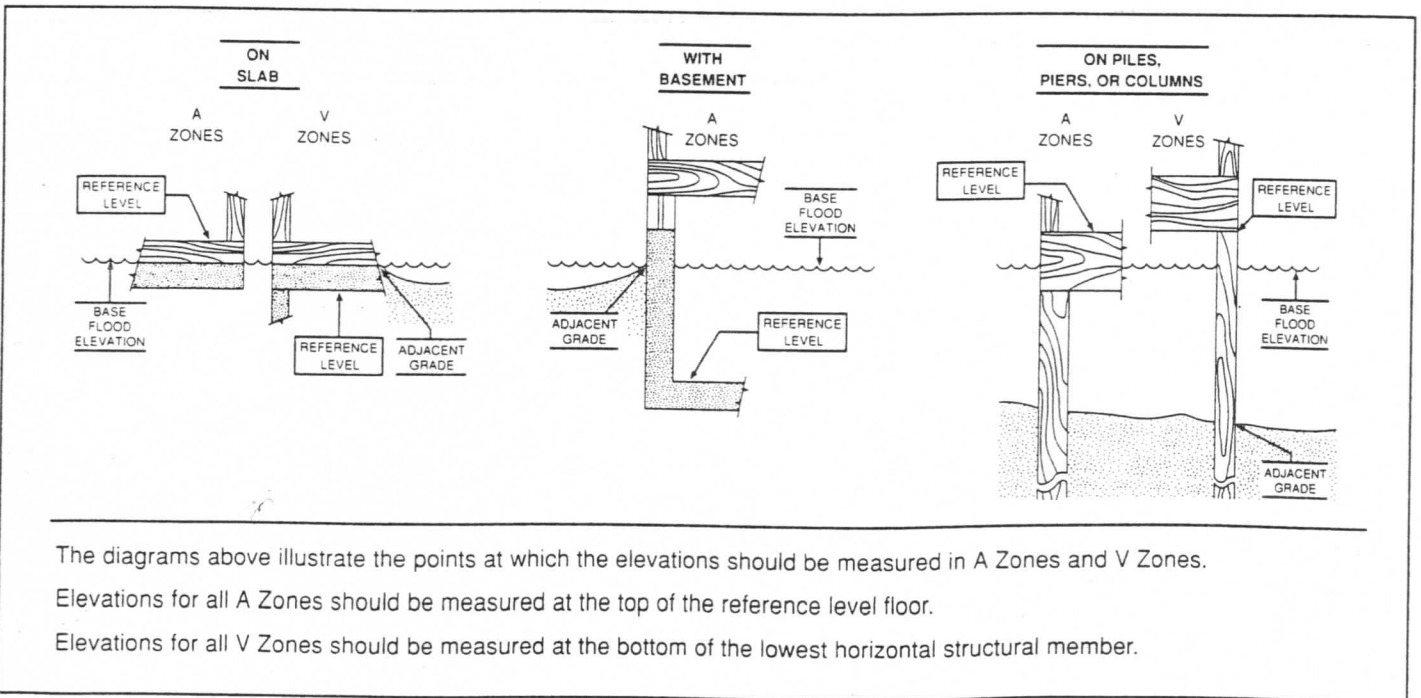 ON
SLAB
A
ZONES
V
ZONES
REFERENCE
LEVEL
BASE
FLOOD
ELEVATION
REFERENCE
LEVEL
ADJACENT
GRADE
WITH
BASEMENT
A
ZONES
BASE
FLOOD
ELEVATION
ADJACENT
GRADE
REFERENCE
LEVEL
ON PILES,
PIERS, OR COLUMNS
A
ZONES
V
ZONES
REFERENCE
LEVEL
REFERENCE
LEVEL
BASE
FLOOD
ELEVATION
ADJACENT
GRADE
The diagrams above illustrate the points at which the elevations should be measured in A Zones and V Zones.
Elevations for all A Zones should be measured at the top of the reference level floor.
Elevations for all V Zones should be measured at the bottom of the lowest horizontal structural member.